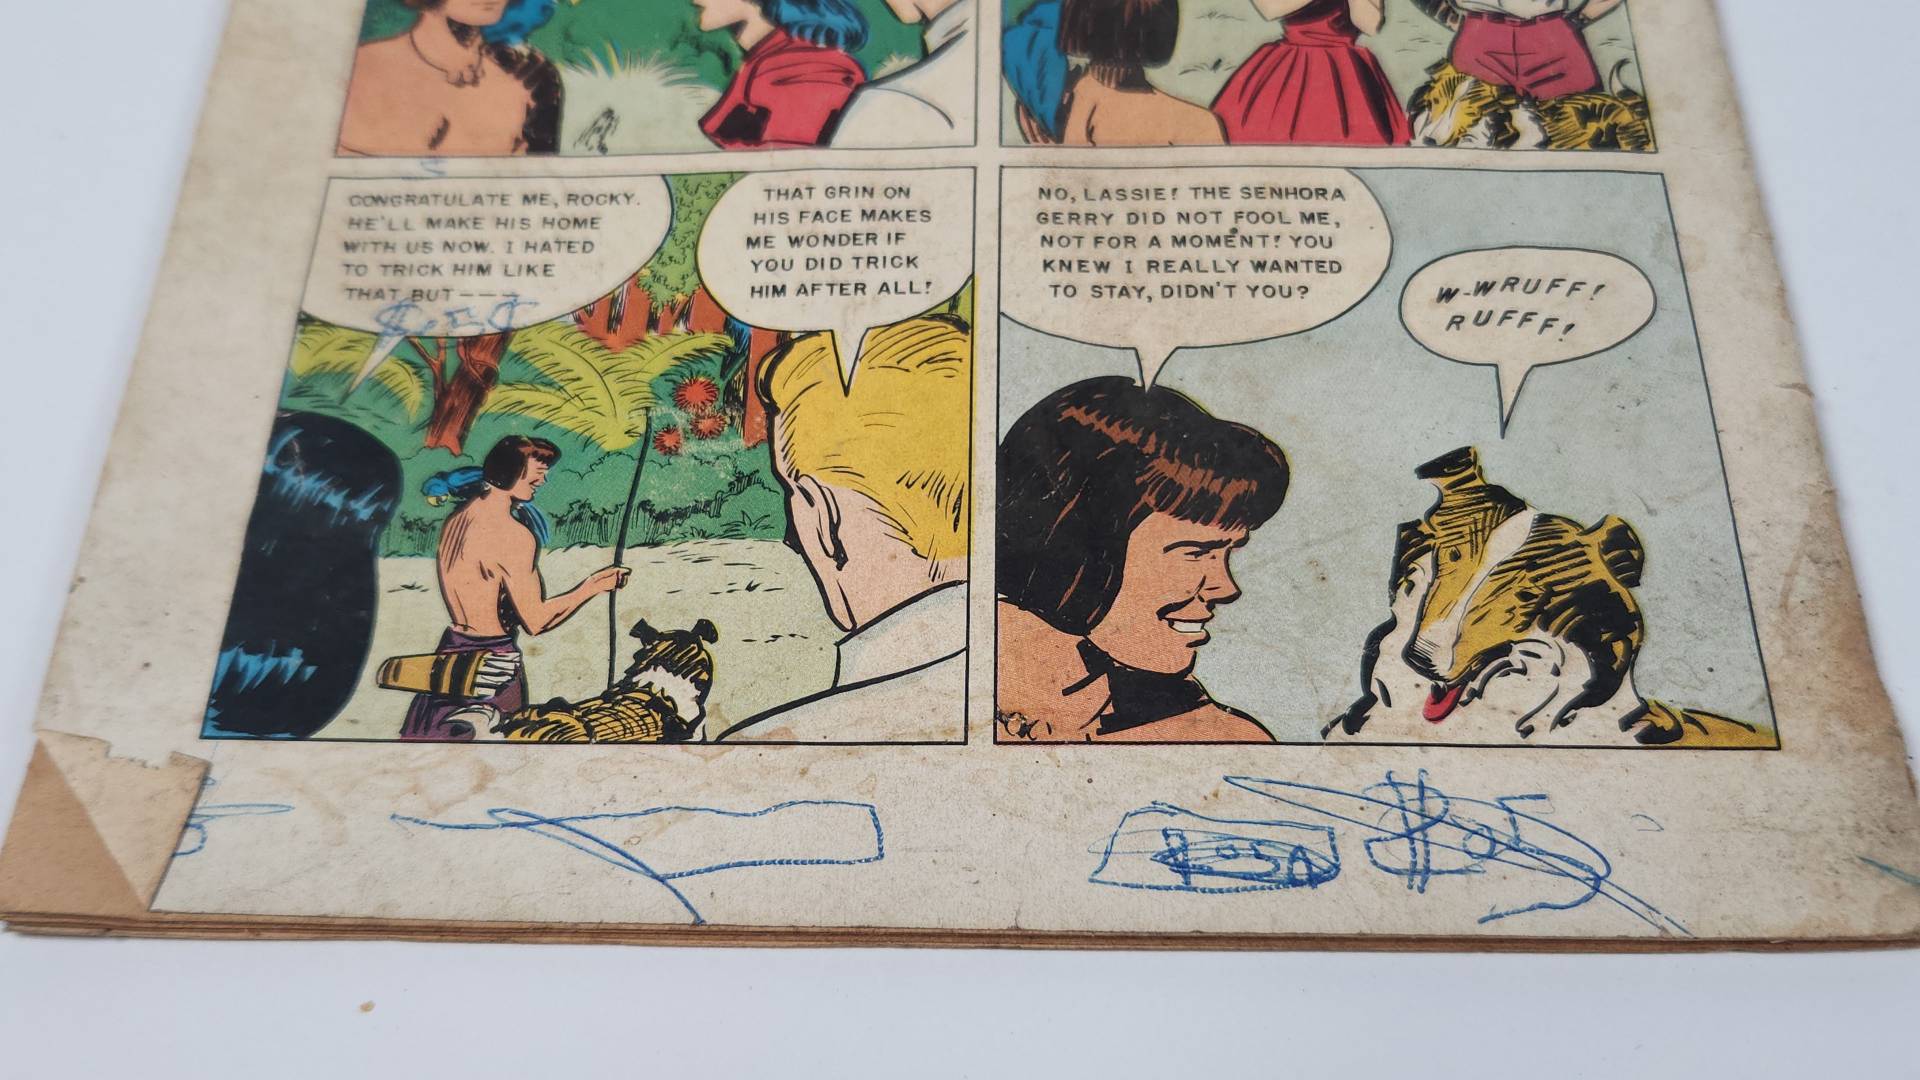 CONGRATULATE ME, ROCKY.
HE'LL MAKE HIS HOME
WITH US NOW. I HATED
TO TRICK HIM LIKE
THAT BUT---
THAT GRIN ON
HIS FACE MAKES
ME WONDER IF
YOU DID TRICK
HIM AFTER ALL!
NO, LASSIE! THE SENHORA
GERRY DID NOT FOOL ME,
NOT FOR A MOMENT! YOU
KNEW I REALLY WANTED
TO STAY, DIDN'T YOU?
W-WRUFF!
RUFFF!